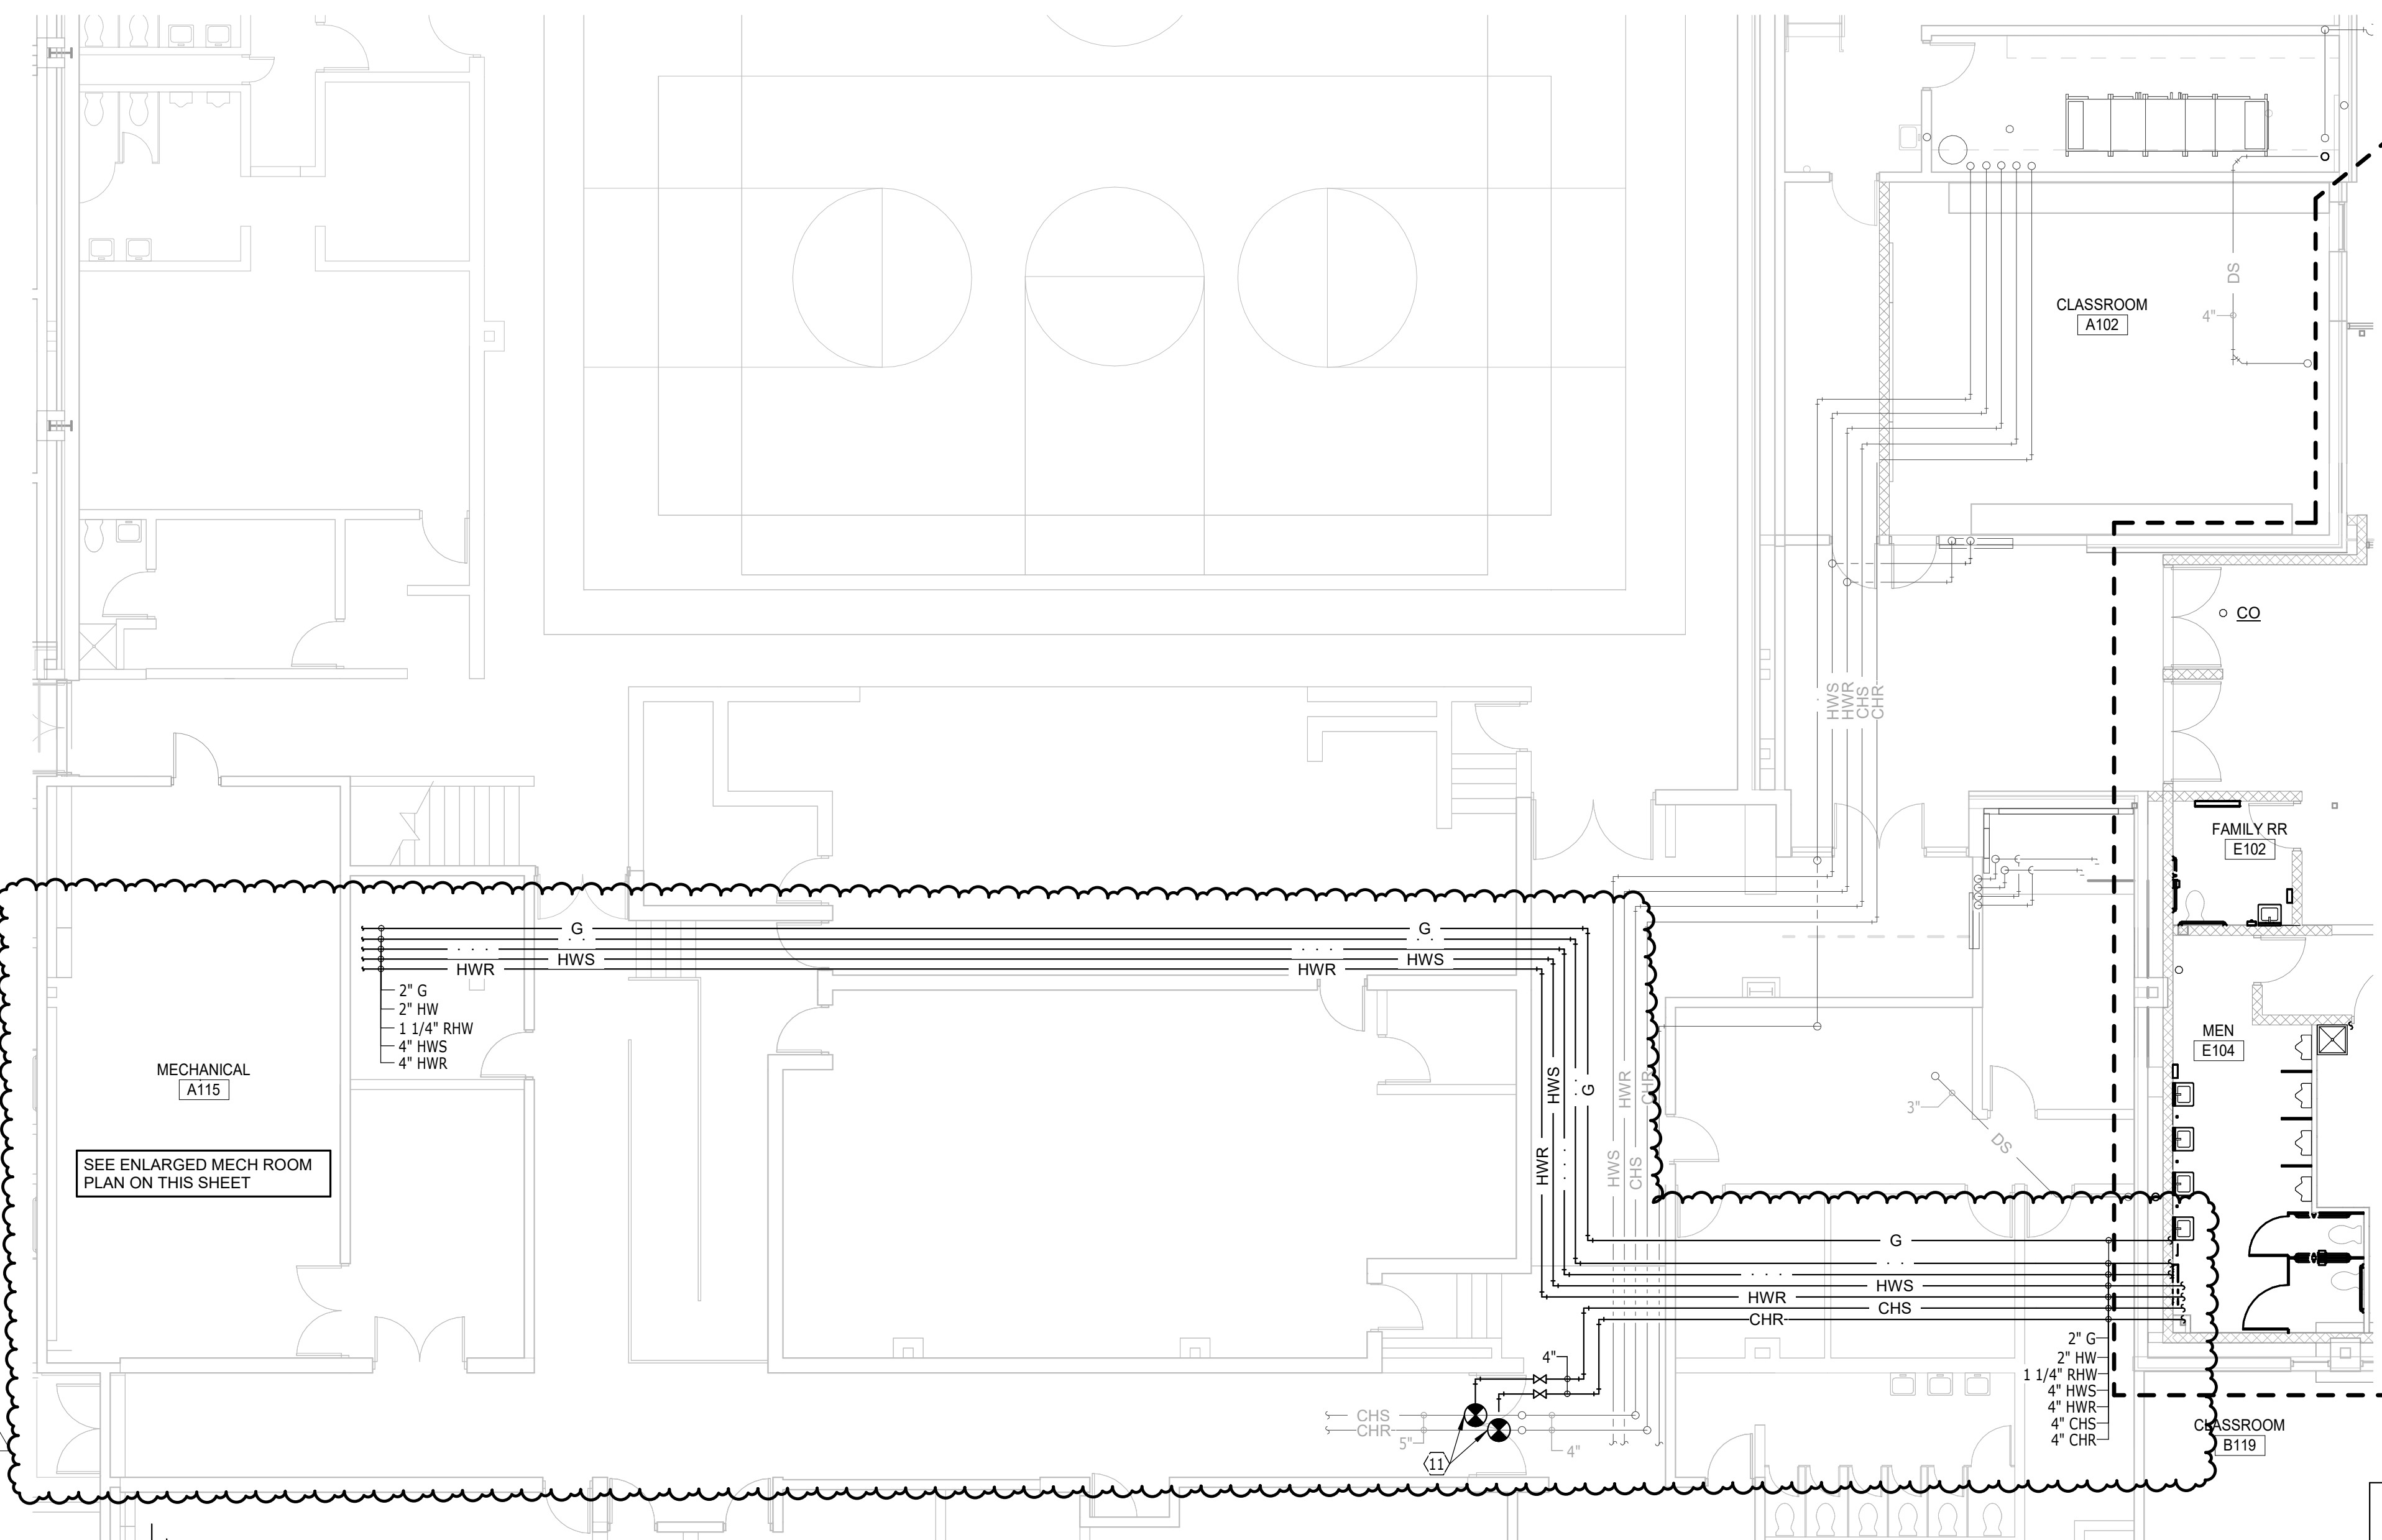 DS
CLASSROOM
A102
4"
CO
HWS
HWR
CHS
CHR
FAMILY RR
E102
G
G
HWS
HWS
HWR
HWR
2" G
2" HW
1 1/4" RHW
4" HWS
4" HWR
MEN
E104
MECHANICAL
A115
HWS
G
HWR
CHR
3"
DS
HWR
HWS
CHS
SEE ENLARGED MECH ROOM
PLAN ON THIS SHEET
G
HWS
HWR
CHS
CHR
2" G
2" HW
1 1/4" RHW
4" HWS
4" HWR
4" CHS
4" CHR
4"
CHS
CHR
5"
4"
11
CLASSROOM
B119